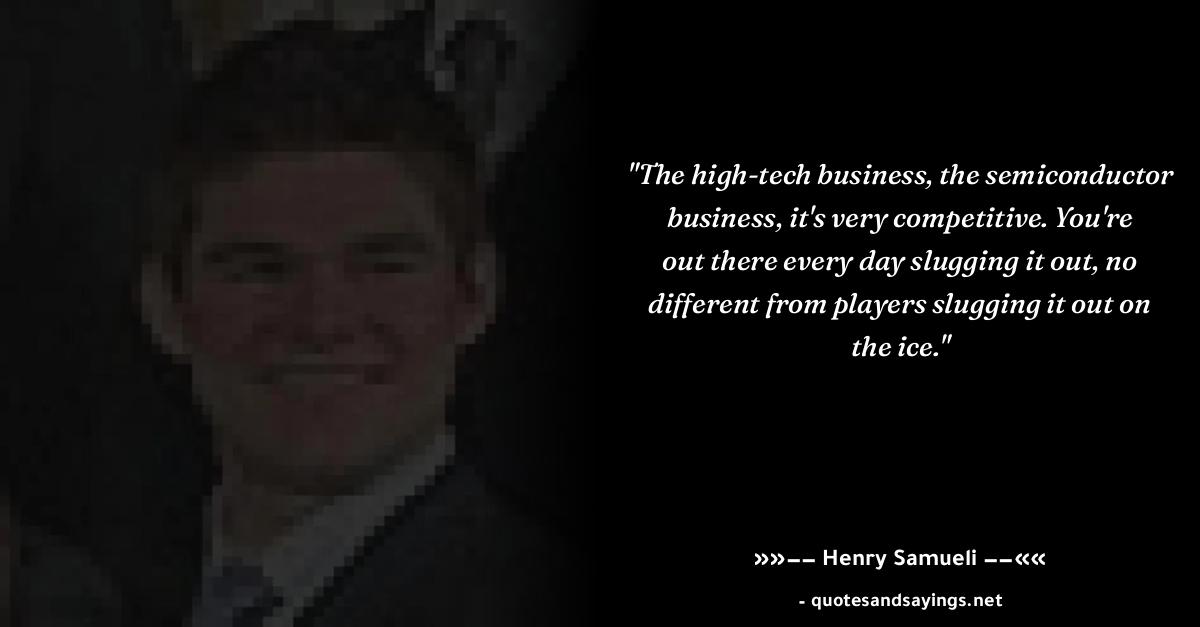 "The high-tech business, the semiconductor
business, it's very competitive. You're
out there every day slugging it out, no
different from players slugging it out on
the ice."
»»−− Henry Samueli −−««
- quotesandsayings.net